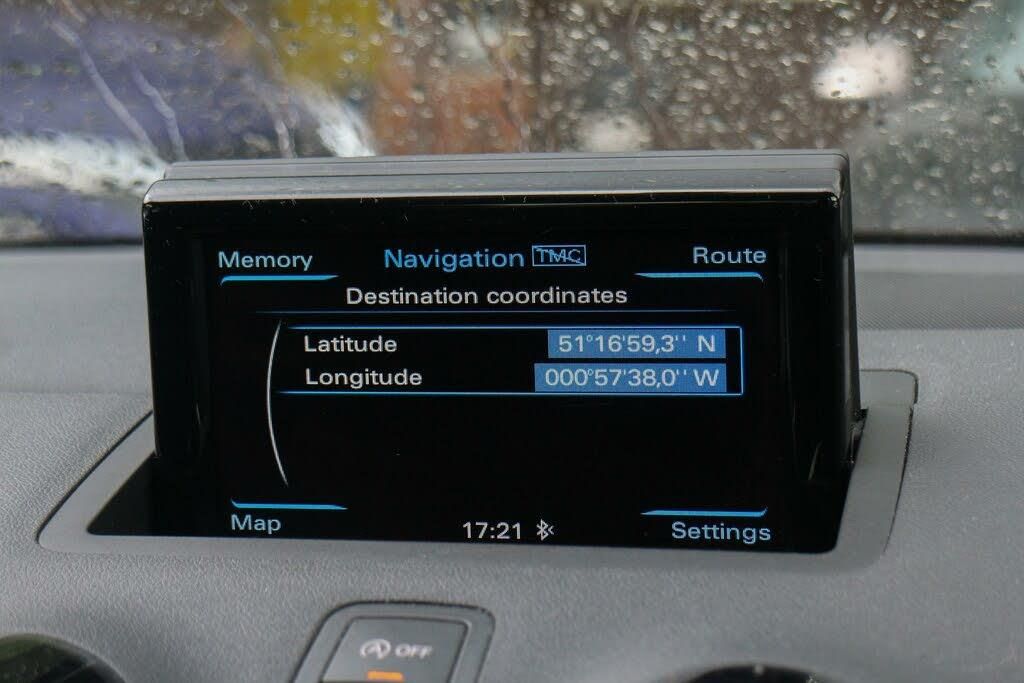 Memory Navigation TMC Route
Destination coordinates
Latitude 51°16'59,3'' N
Longitude 000°57'38,0'' W
Map 17:21 Settings
A OFF